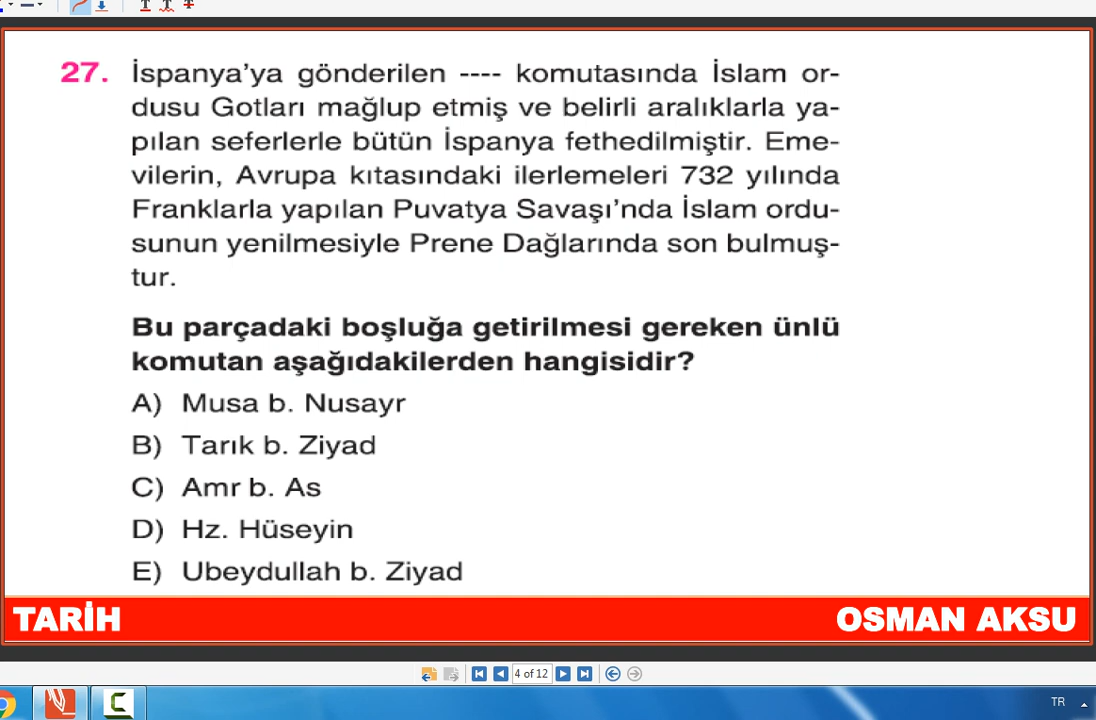 27. İspanya'ya gönderilen ---- komutasında İslam or-
dusu Gotları mağlup etmiş ve belirli aralıklarla ya-
pılan seferlerle bütün İspanya fethedilmiştir. Eme-
vilerin, Avrupa kıtasındaki ilerlemeleri 732 yılında
Franklarla yapılan Puvatya Savaşı'nda İslam ordu-
sunun yenilmesiyle Prene Dağlarında son bulmuş-
tur.
Bu parçadaki boşluğa getirilmesi gereken ünlü
komutan aşağıdakilerden hangisidir?
A) Musa b. Nusayr
B) Tarık b. Ziyad
C) Amr b. As
D) Hz. Hüseyin
E) Ubeydullah b. Ziyad
TARİH OSMAN AKSU
4 of 12
TR